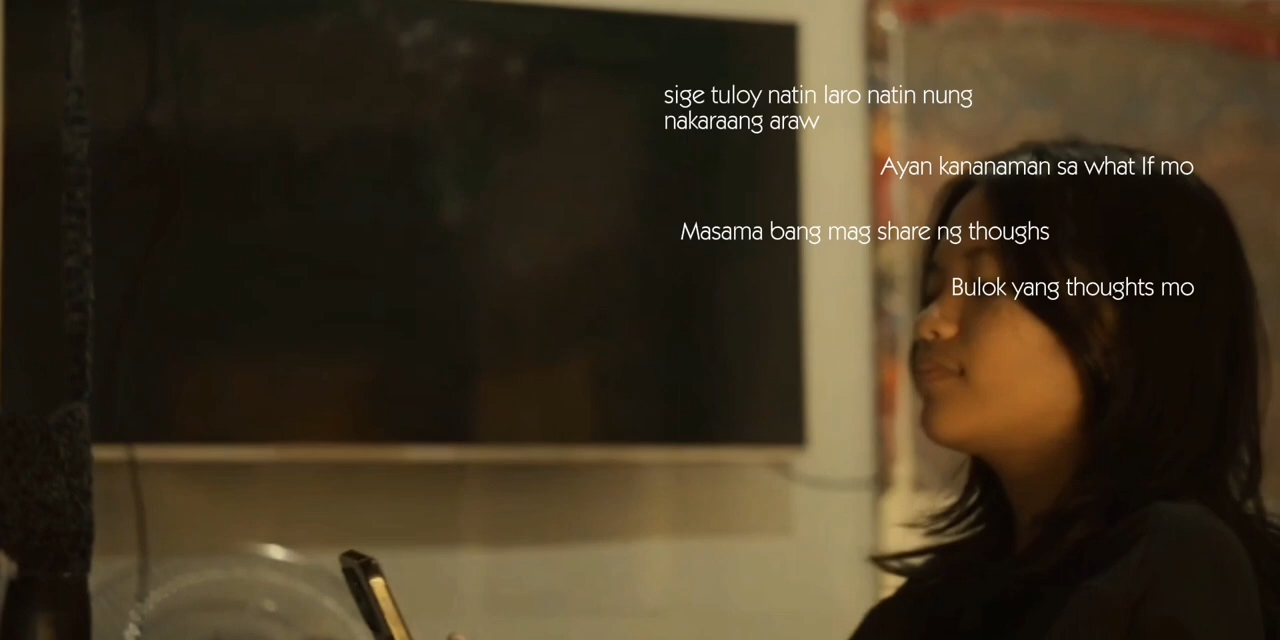 sige tuloy natin laro natin nung
nakaraang araw
Ayan kananaman sa what If mo
Masama bang mag share ng thoughs
Bulok yang thoughts mo